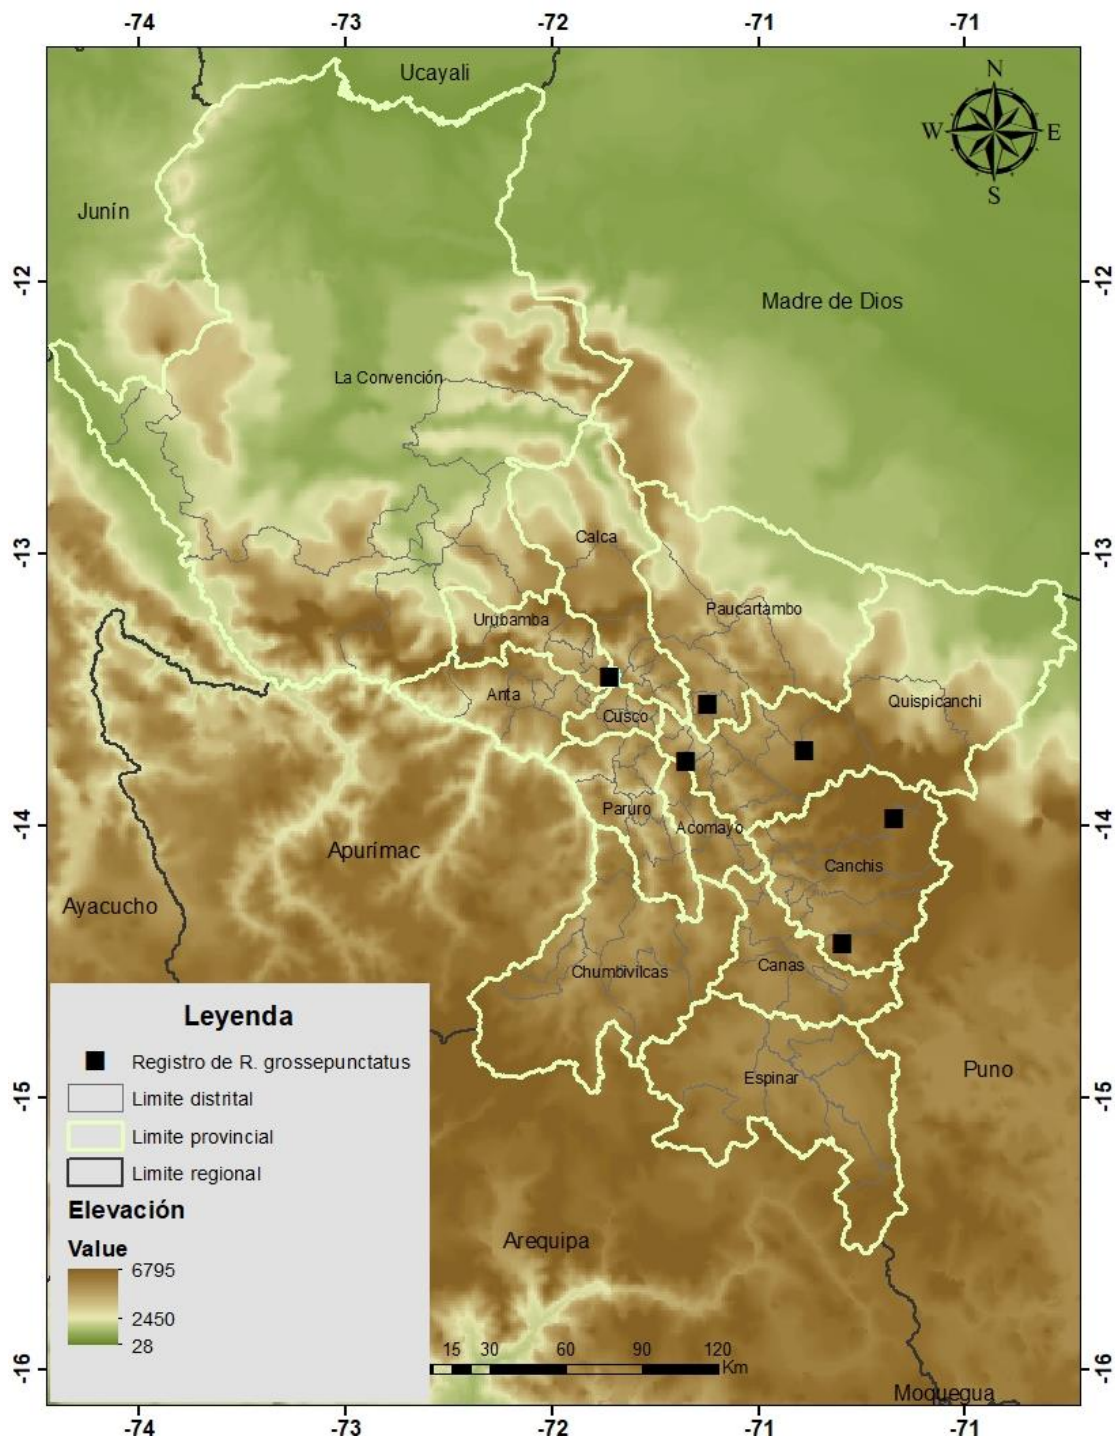 -74 -73 -72 -71 -71
Ucayali
N
W E
S
Junín
-12 -12
Madre de Dios
La Convención
Calca
-13 -13
Paucartambo
Urubamba
Anta
Quispicanchi
Cusco
Paruro
Acomayo
-14 -14
Apurímac
Canchis
Ayacucho
Canas
Chumbivilcas
Leyenda
Registro de R. grossepunctatus
Puno
Espinar
Limite distrital
-15 -15
Limite provincial
Limite regional
Elevación
Arequipa
Value
6795
2450
28
15 30 60 90 120
Km
-16 -16
Moquegua
-74 -73 -72 -71 -71